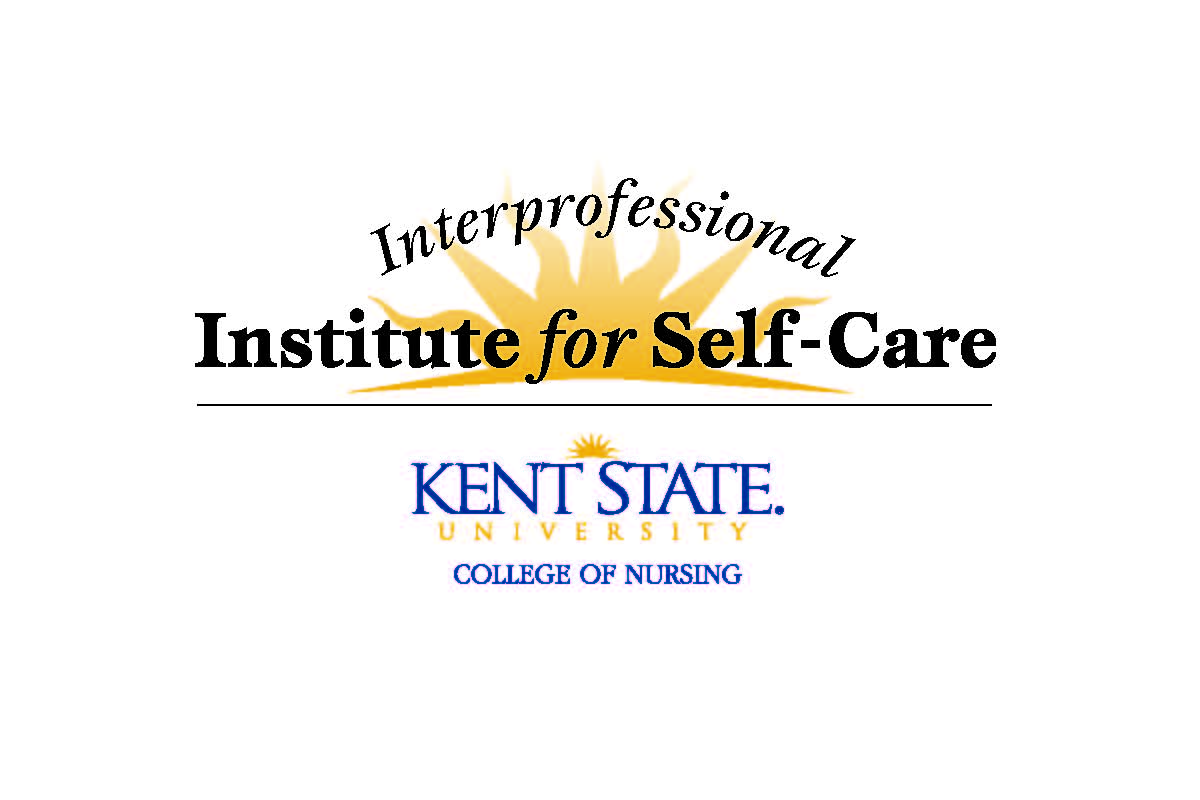 Interprofessional
Institute for Self-Care
KENT STATE.
UNIVERSITY
COLLEGE OF NURSING